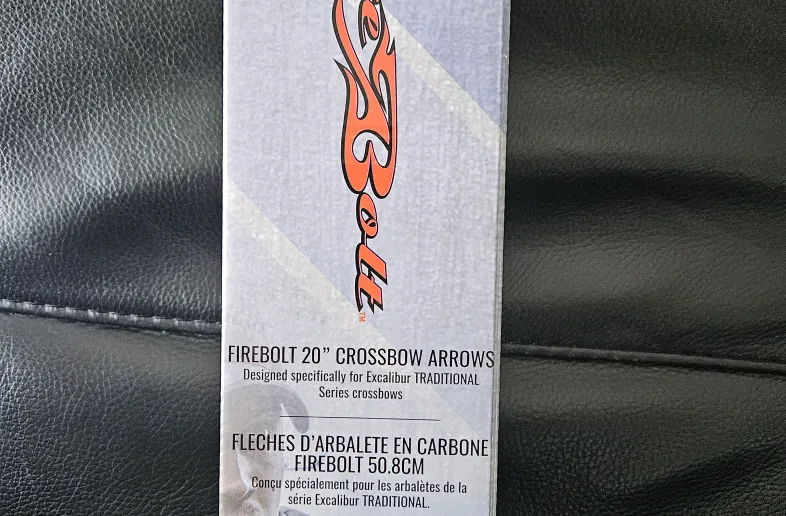 Bolt™
FIREBOLT 20” CROSSBOW ARROWS
Designed specifically for Excalibur TRADITIONAL
Series crossbows
FLECHES D’ARBALETE EN CARBONE
FIREBOLT 50.8CM
Conçu spécialement pour les arbalètes de la
série Excalibur TRADITIONAL.